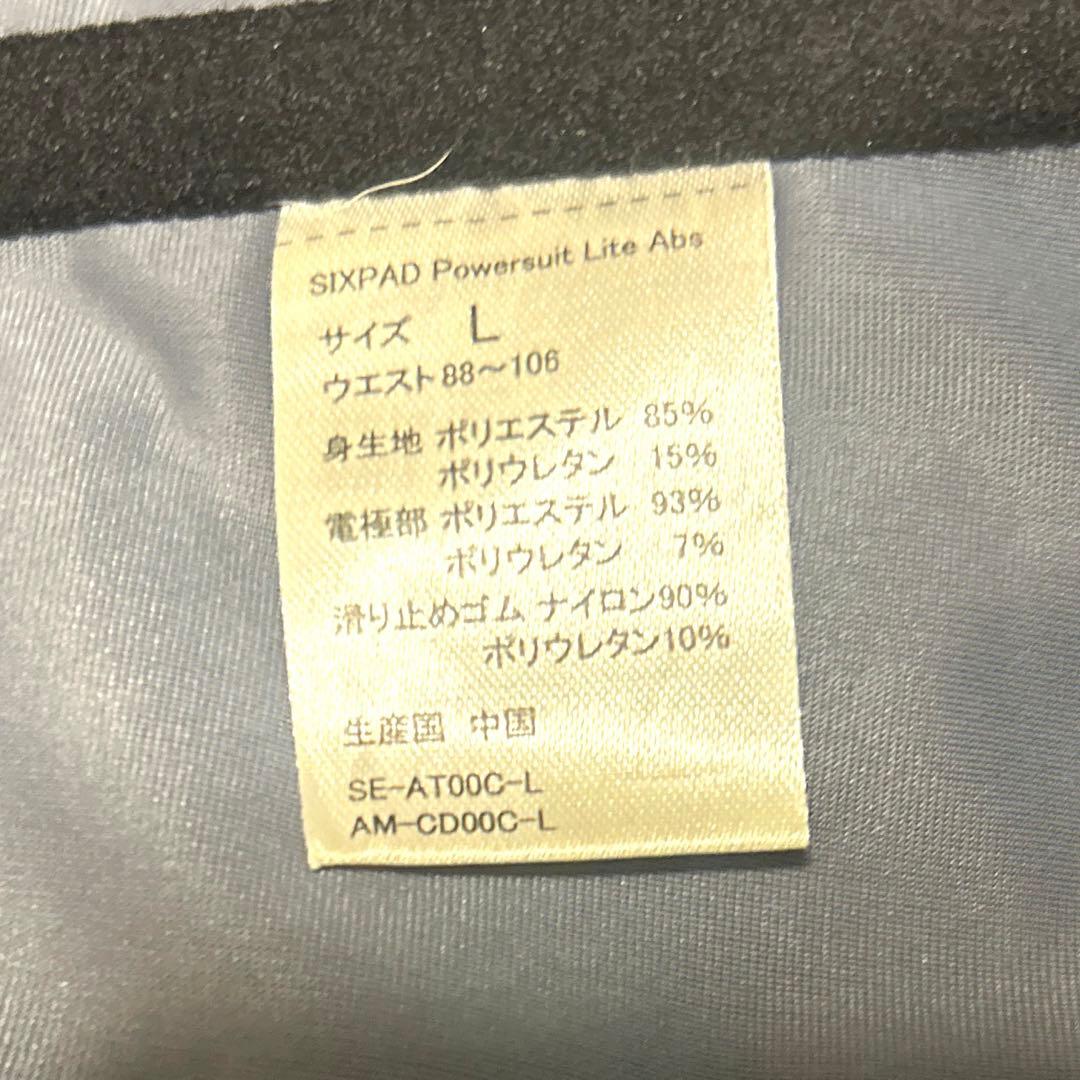 SIXPAD Powersuit Lite Abs
サイズ L
ウエスト 88～106
身生地 ポリエステル 85%
ポリウレタン 15%
電極部 ポリエステル 93%
ポリウレタン 7%
滑り止めゴム ナイロン90%
ポリウレタン10%
生産国 中国
SE-AT00C-L
AM-CD00C-L